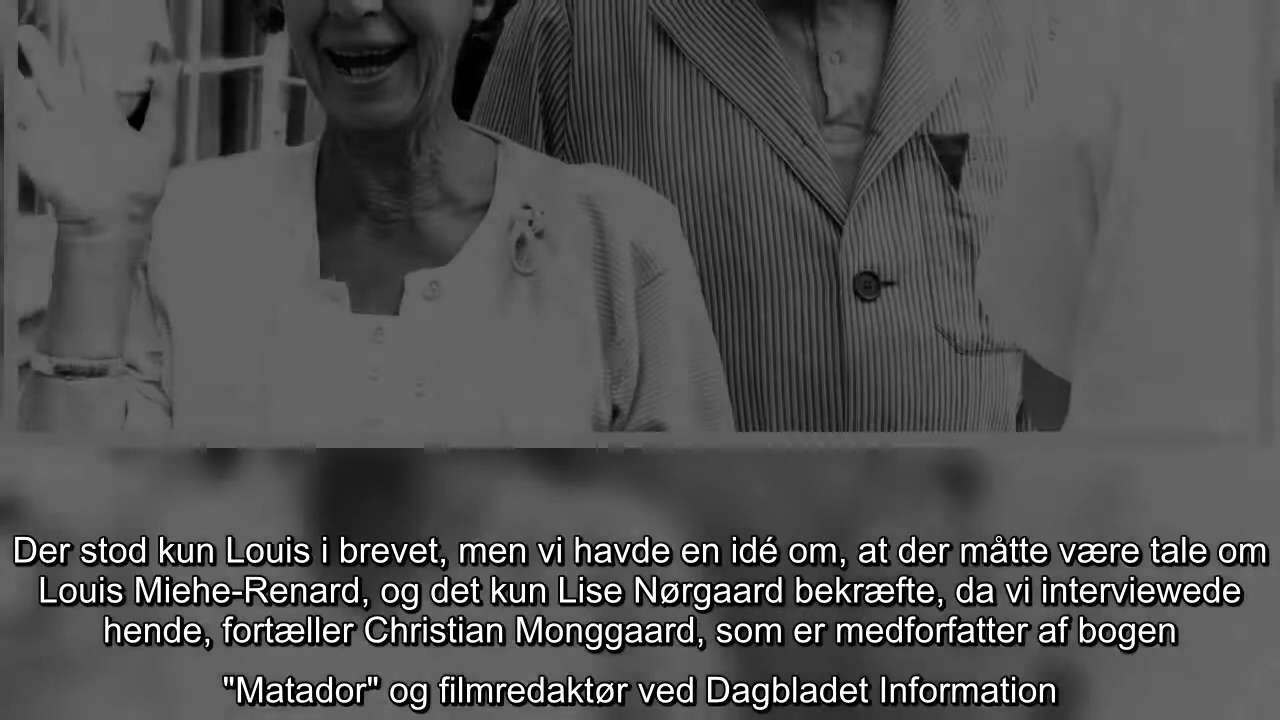 Der stod kun Louis i brevet, men vi havde en idé om, at der måtte være tale om
Louis Miehe-Renard, og det kun Lise Nørgaard bekræfte, da vi interviewede
hende, fortæller Christian Monggaard, som er medforfatter af bogen
"Matador" og filmredaktør ved Dagbladet Information